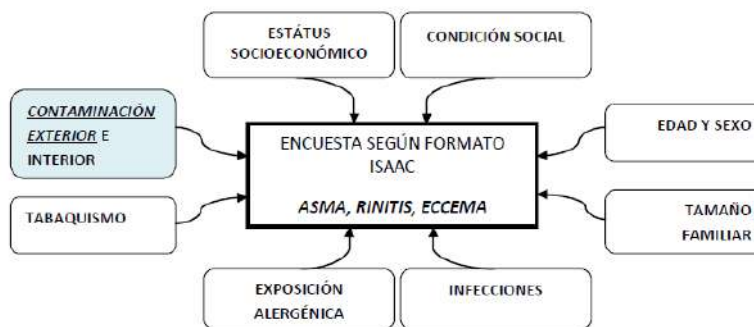 ESTÁTUS
SOCIOECONÓMICO
CONDICIÓN SOCIAL
CONTAMINACIÓN
EXTERIOR E
INTERIOR
ENCUESTA SEGÚN FORMATO
ISAAC
ASMA, RINITIS, ECCEMA
EDAD Y SEXO
TABAQUISMO
TAMAÑO
FAMILIAR
EXPOSICIÓN
ALERGÉNICA
INFECCIONES